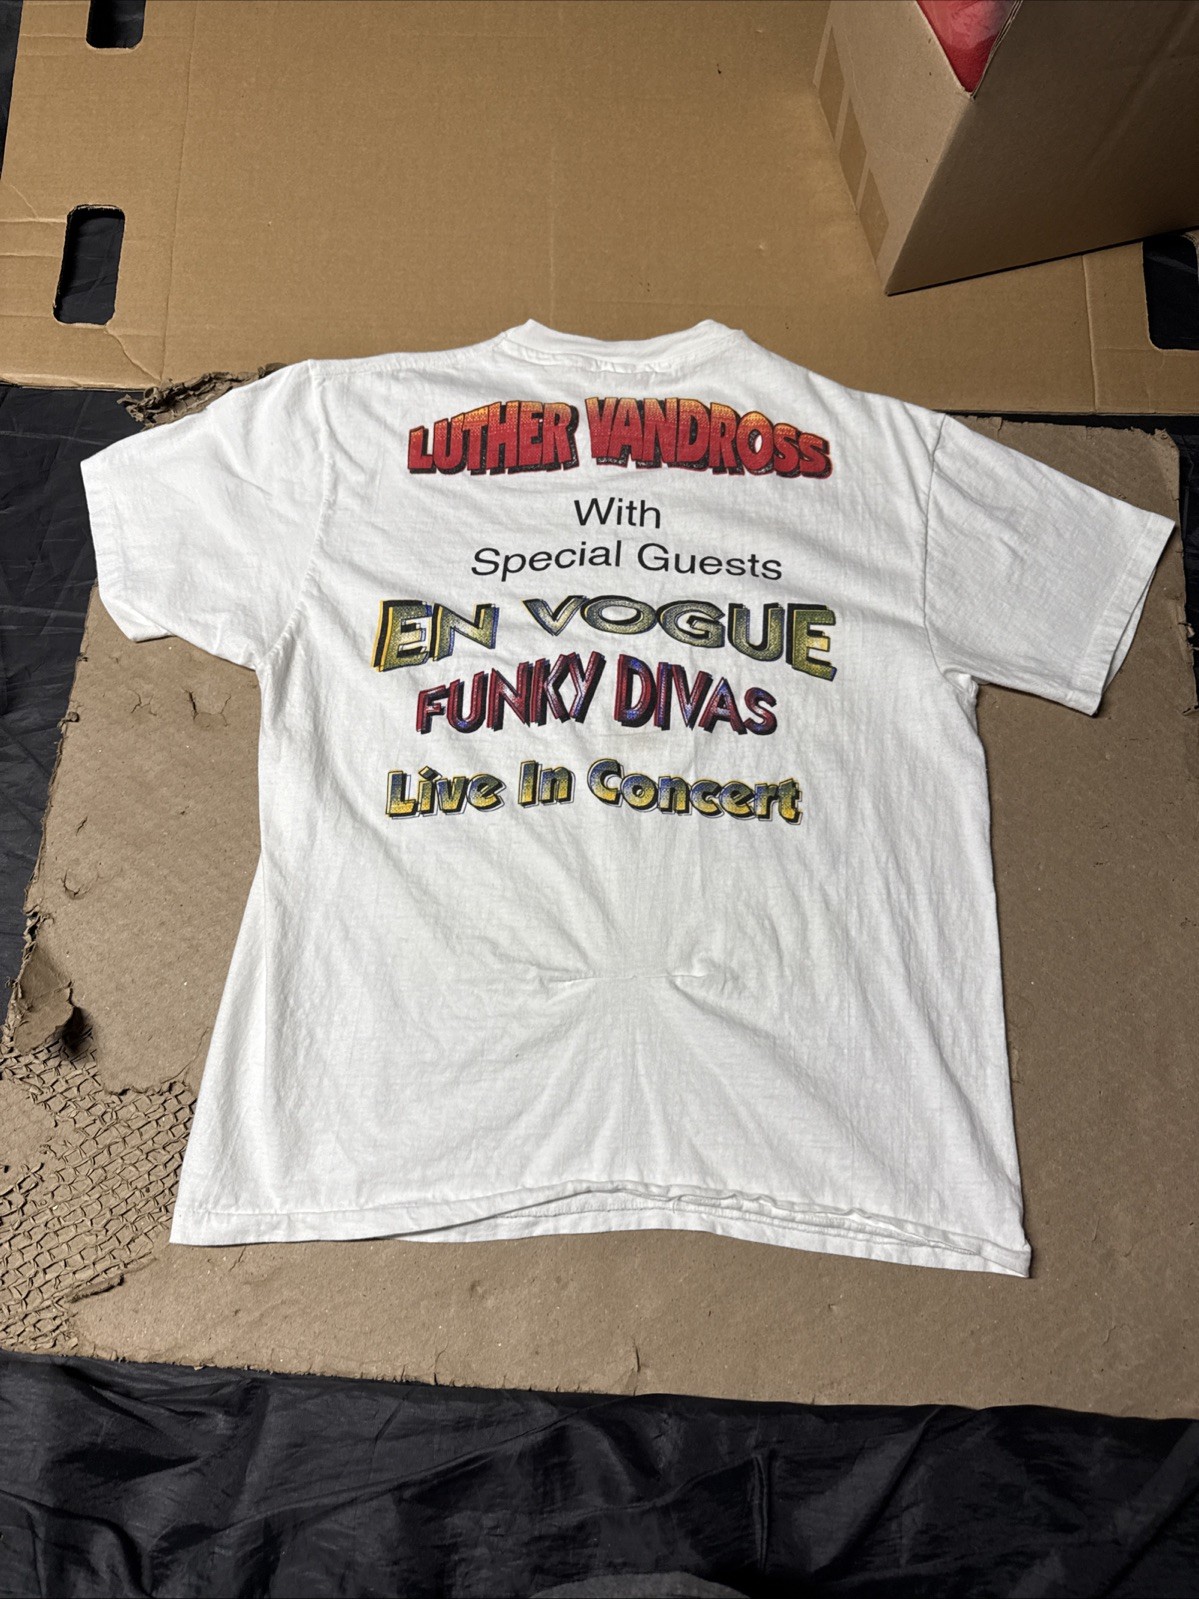 LUTHER VANDROSS
With
Special Guests
EN VOGUE
FUNKY DIVAS
Live In Concert